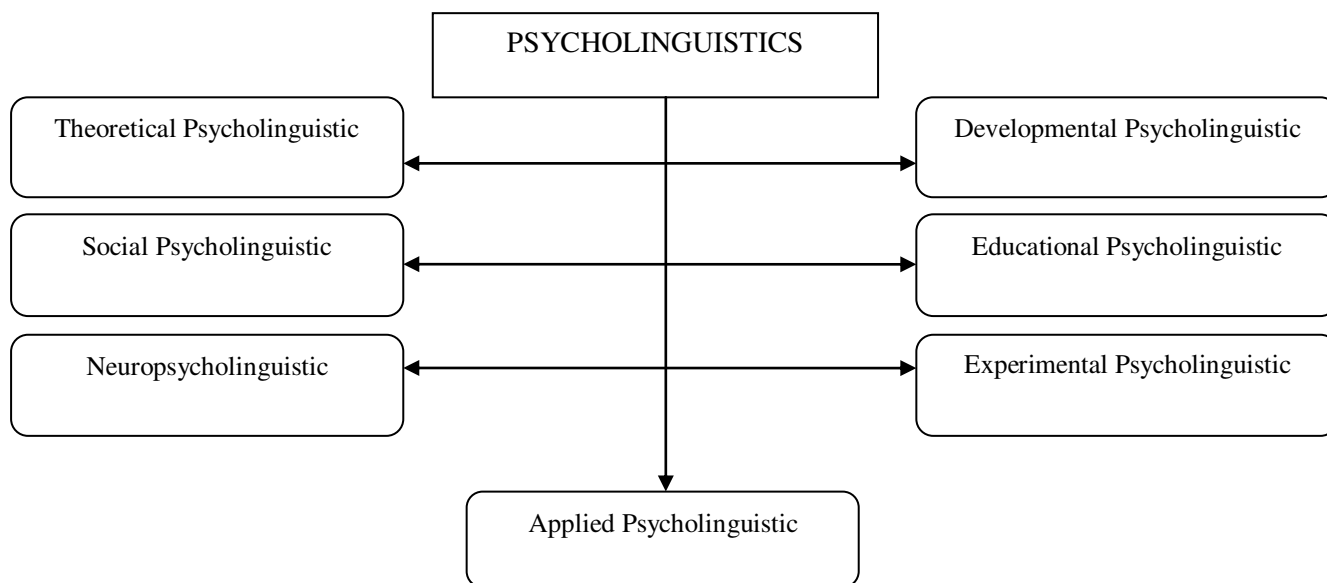 PSYCHOLINGUISTICS
Theoretical Psycholinguistic
Developmental Psycholinguistic
Social Psycholinguistic
Educational Psycholinguistic
Neuropsycholinguistic
Experimental Psycholinguistic
Applied Psycholinguistic